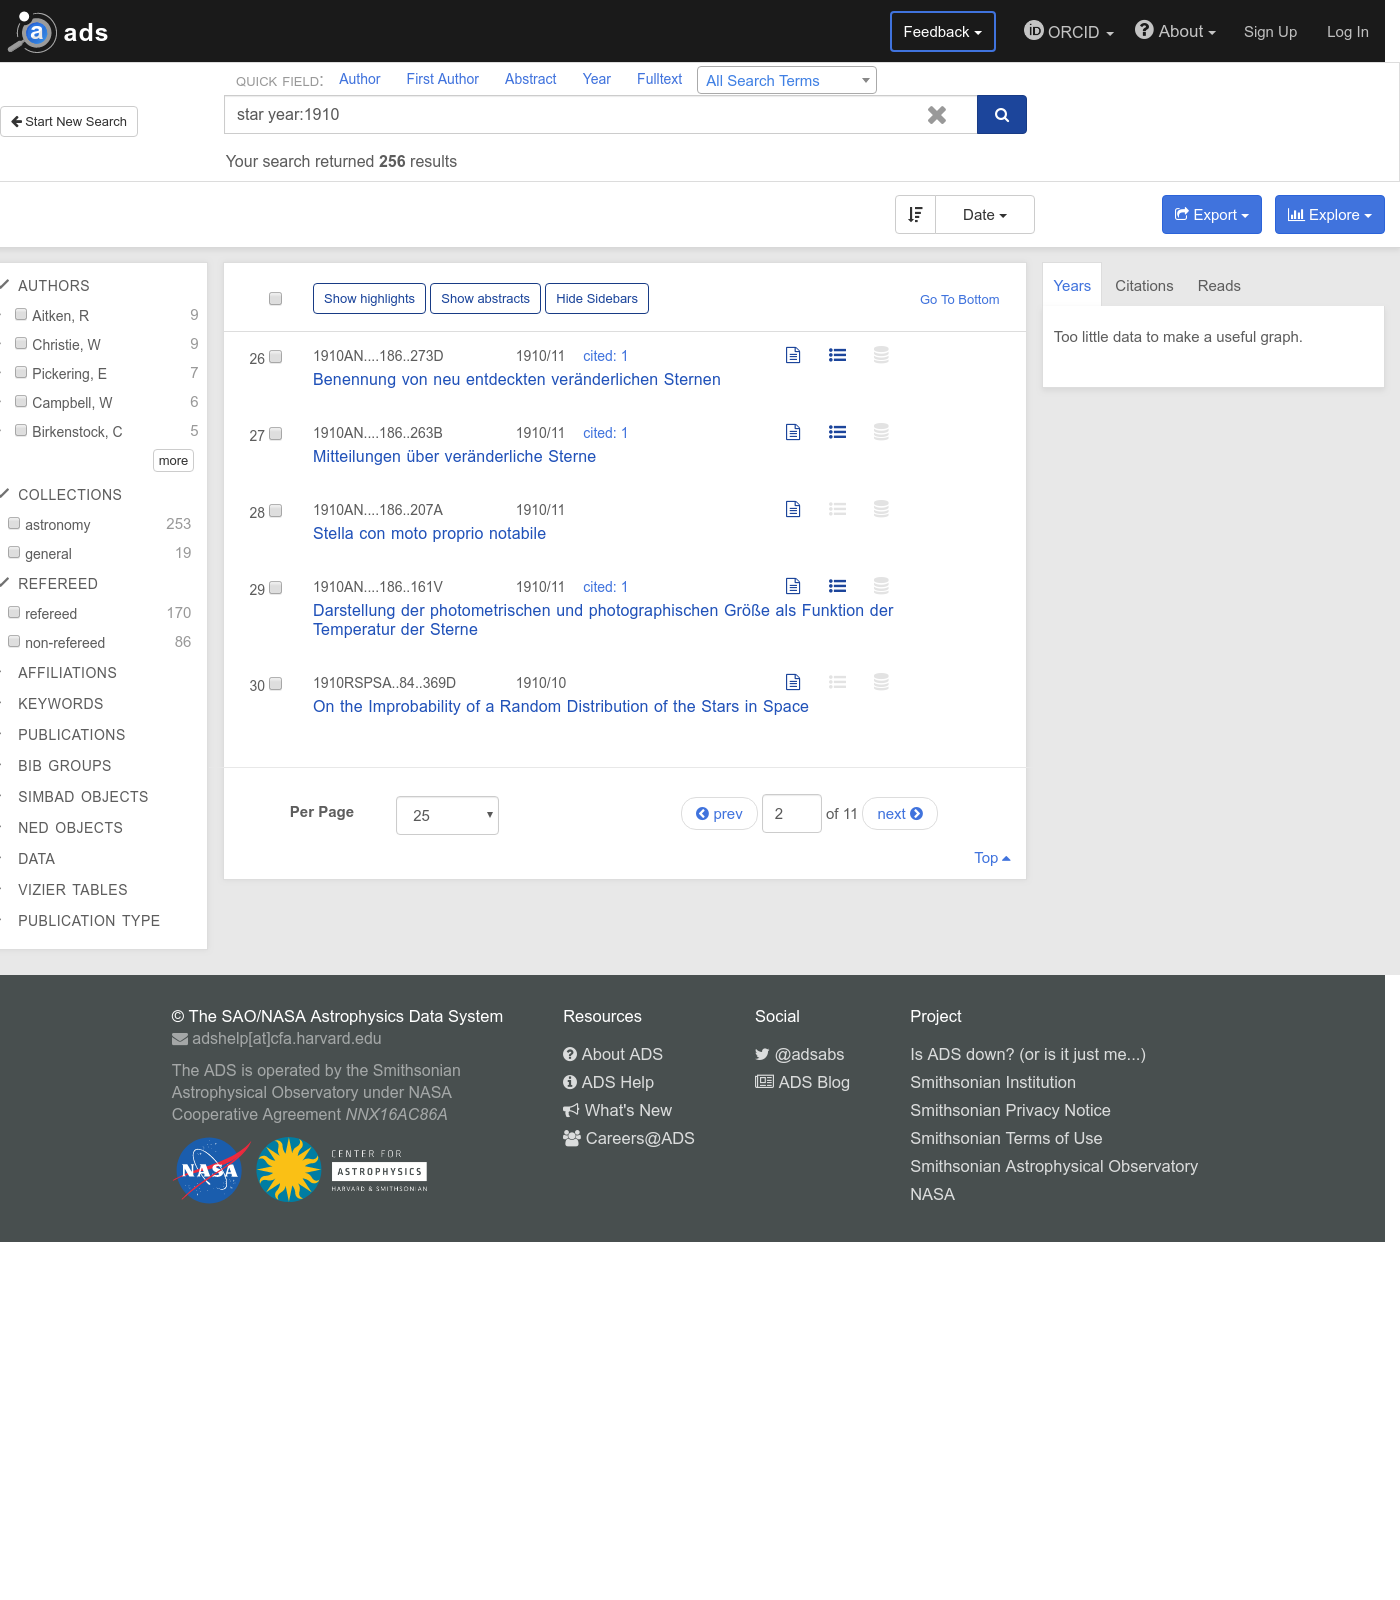 ads
Feedback
ORCID
About
Sign Up
Log In
QUICK FIELD: Author First Author Abstract Year Fulltext All Search Terms
Start New Search
star year:1910
Your search returned 256 results
Date
Export
Explore
AUTHORS
Aitken, R 9
Christie, W 9
Pickering, E 7
Campbell, W 6
Birkenstock, C 5
more
COLLECTIONS
astronomy 253
general 19
REFEREED
refereed 170
non-refereed 86
AFFILIATIONS
KEYWORDS
PUBLICATIONS
BIB GROUPS
SIMBAD OBJECTS
NED OBJECTS
DATA
VIZIER TABLES
PUBLICATION TYPE
Show highlights Show abstracts Hide Sidebars Go To Bottom
26 1910AN....186..273D 1910/11 cited: 1
Benennung von neu entdeckten veränderlichen Sternen
27 1910AN....186..263B 1910/11 cited: 1
Mitteilungen über veränderliche Sterne
28 1910AN....186..207A 1910/11
Stella con moto proprio notabile
29 1910AN....186..161V 1910/11 cited: 1
Darstellung der photometrischen und photographischen Größe als Funktion der
Temperatur der Sterne
30 1910RSPSA..84..369D 1910/10
On the Improbability of a Random Distribution of the Stars in Space
Per Page 25 prev 2 of 11 next
Top
Years Citations Reads
Too little data to make a useful graph.
© The SAO/NASA Astrophysics Data System
adshelp[at]cfa.harvard.edu
The ADS is operated by the Smithsonian
Astrophysical Observatory under NASA
Cooperative Agreement NNX16AC86A
NASA
CENTER FOR
ASTROPHYSICS
HARVARD & SMITHSONIAN
Resources
About ADS
ADS Help
What's New
Careers@ADS
Social
@adsabs
ADS Blog
Project
Is ADS down? (or is it just me...)
Smithsonian Institution
Smithsonian Privacy Notice
Smithsonian Terms of Use
Smithsonian Astrophysical Observatory
NASA